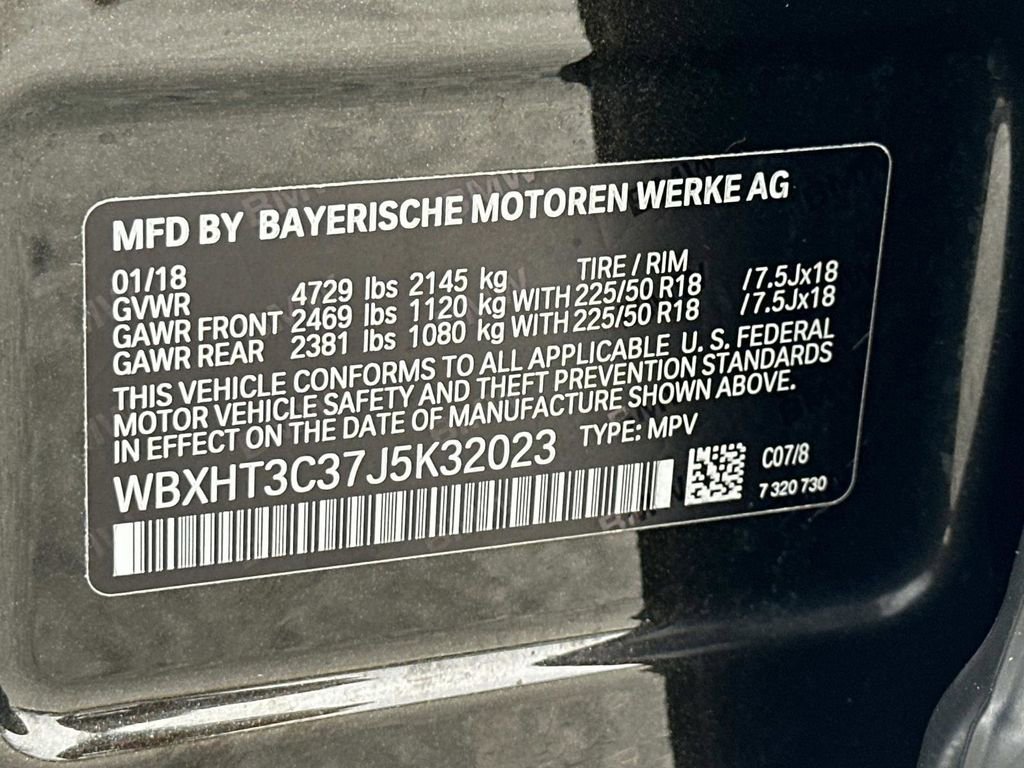 MFD BY BAYERISCHE MOTOREN WERKE AG
01/18 TIRE / RIM
GVWR 4729 lbs 2145 kg
GAWR FRONT 2469 lbs 1120 kg WITH 225/50 R18 /7.5Jx18
GAWR REAR 2381 lbs 1080 kg WITH 225/50 R18 /7.5Jx18
THIS VEHICLE CONFORMS TO ALL APPLICABLE U. S. FEDERAL
MOTOR VEHICLE SAFETY AND THEFT PREVENTION STANDARDS
IN EFFECT ON THE DATE OF MANUFACTURE SHOWN ABOVE.
WBXHT3C37J5K32023 TYPE: MPV
C07/8
7 320 730